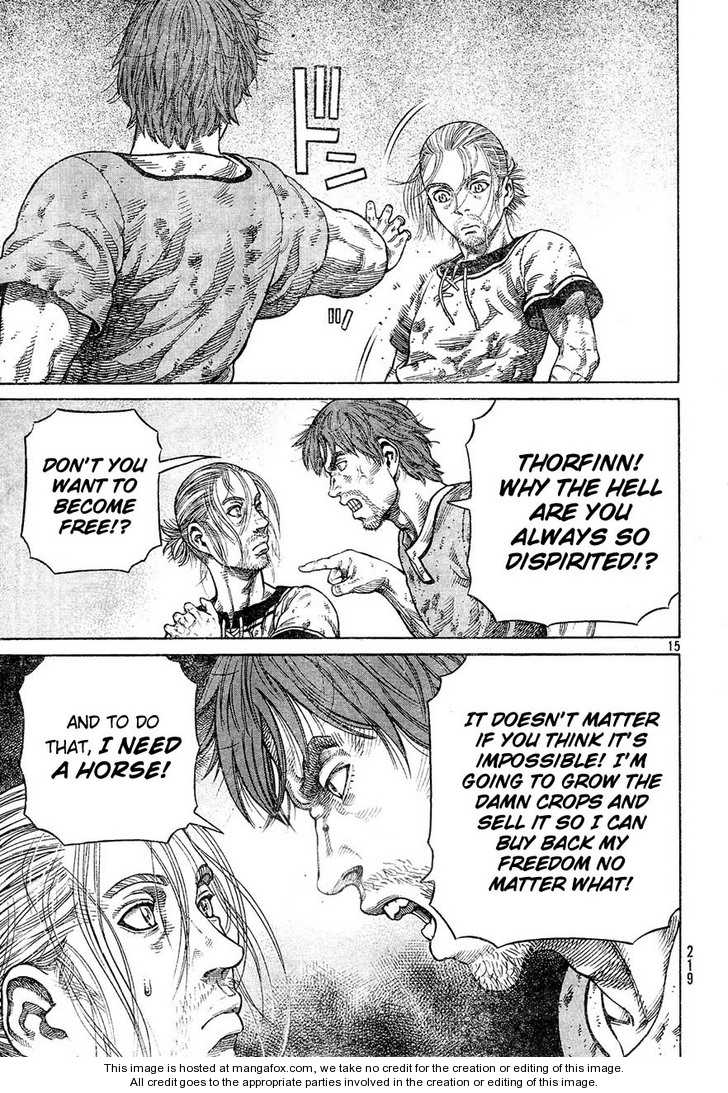 ドン
THORFINN!
WHY THE HELL
ARE YOU
ALWAYS SO
DISPIRITED!?
DON'T YOU
WANT TO
BECOME
FREE!?
15
IT DOESN'T MATTER
IF YOU THINK IT'S
IMPOSSIBLE! I'M
GOING TO GROW THE
DAMN CROPS AND
SELL IT SO I CAN
BUY BACK MY
FREEDOM NO
MATTER WHAT!
AND TO DO
THAT, I NEED
A HORSE!
219
This image is hosted at mangafox.com, we take no credit for the creation or editing of this image.
All credit goes to the appropriate parties involved in the creation or editing of this image.